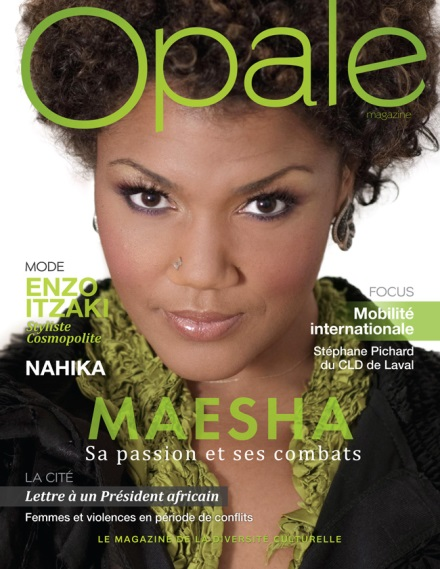 Opale
magazine
MODE
ENZO
ITZAKI
Styliste
Cosmopolite
NAHIKA
FOCUS
Mobilité
internationale
Stéphane Pichard
du CLD de Laval
MAESHA
Sa passion et ses combats
LA CITÉ
Lettre à un Président africain
Femmes et violences en période de conflits
LE MAGAZINE DE LA DIVERSITÉ CULTURELLE